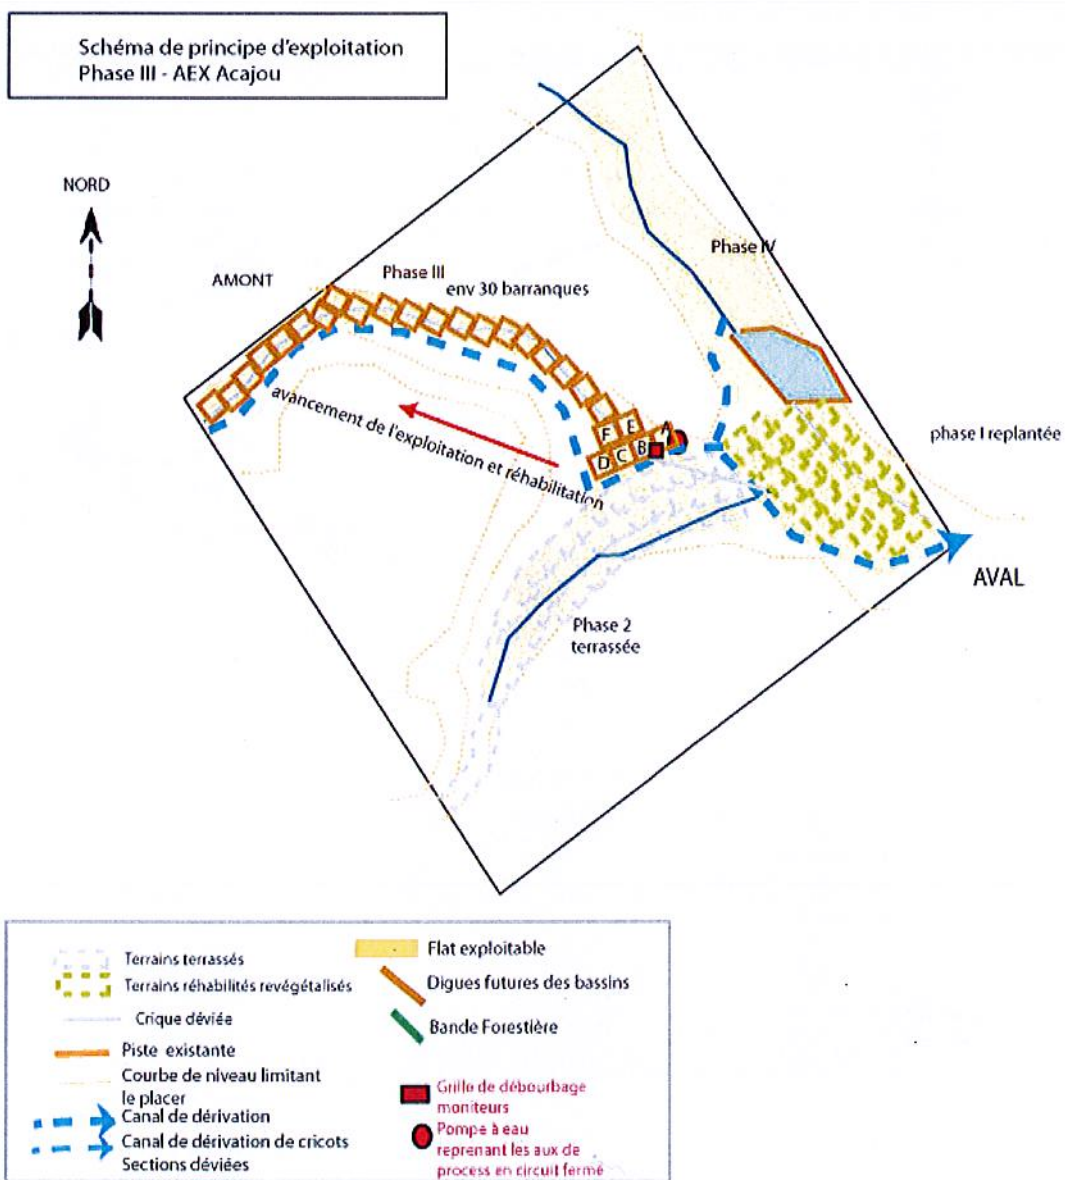 Schéma de principe d'exploitation
Phase III - AEX Acajou
NORD
AMONT
Phase III
env 30 barranques
Phase IV
avancement de l'exploitation et réhabilitation
F
E
A
D
C
B
phase I replantée
AVAL
Phase 2
terrassée
Terrains terrassés
Terrains réhabilités revégétalisés
Crique déviée
Piste existante
Courbe de niveau limitant
le placer
Canal de dérivation
Canal de dérivation de cricots
Sections déviées
Flat exploitable
Digues futures des bassins
Bande Forestière
Grille de débourbage
moniteurs
Pompe à eau
reprenant les aux de
process en circuit fermé